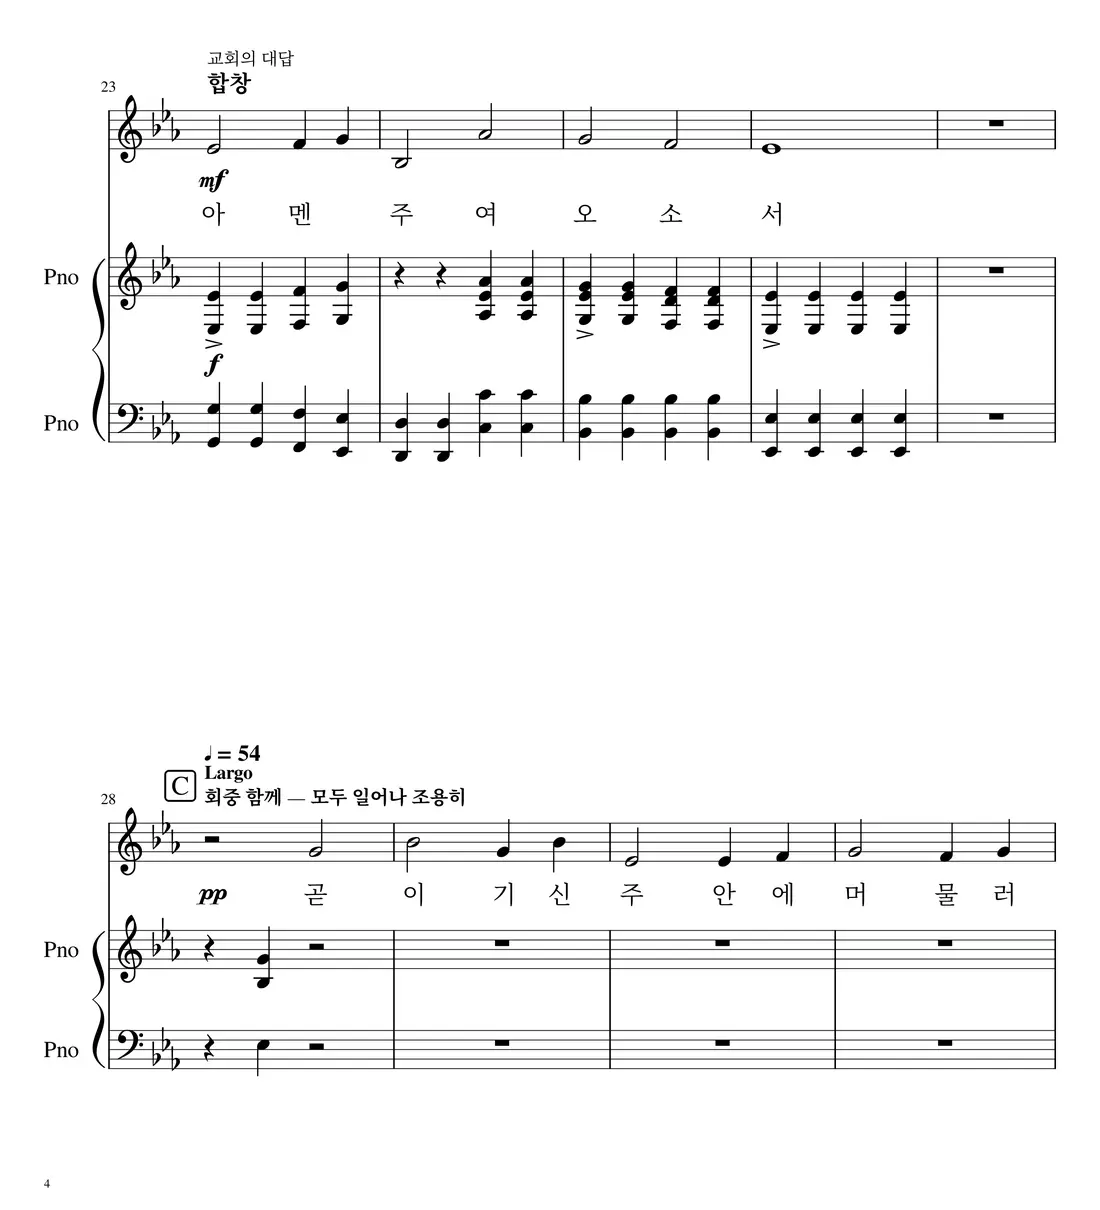 교회의 대답
합창
23
mf
아 멘 주 여 오 소 서
Pno
f
Pno
♩ = 54
Largo
C 회중 함께 — 모두 일어나 조용히
28
pp 곧 이 기 신 주 안 에 머 물 러
Pno
Pno
4